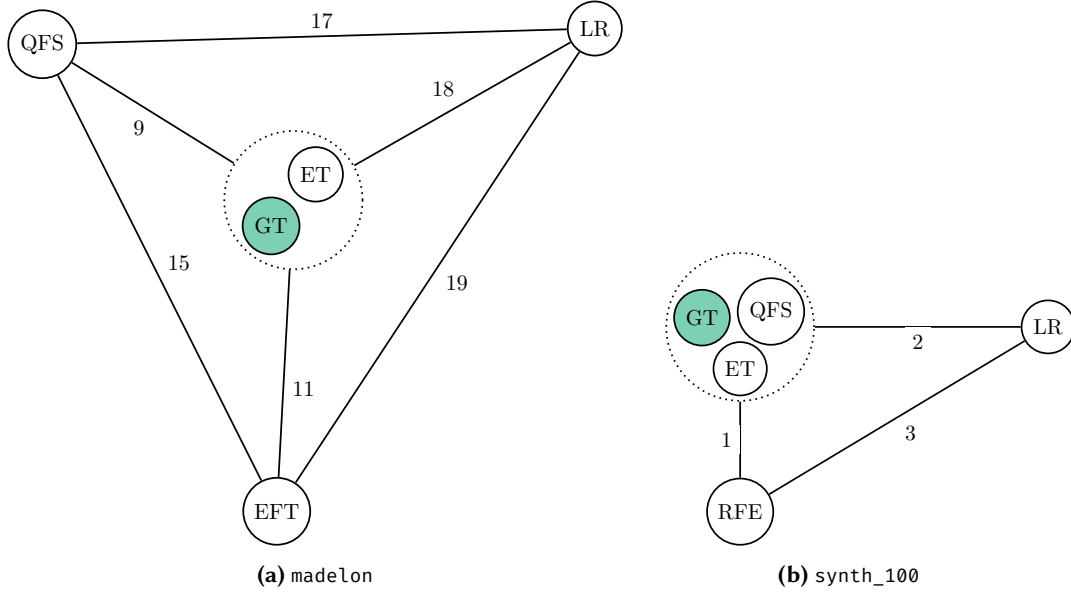 QFS
17
LR
9
18
ET
GT
15
19
11
EFT
(a) madelon
GT
QFS
ET
2
LR
1
3
RFE
(b) synth_100